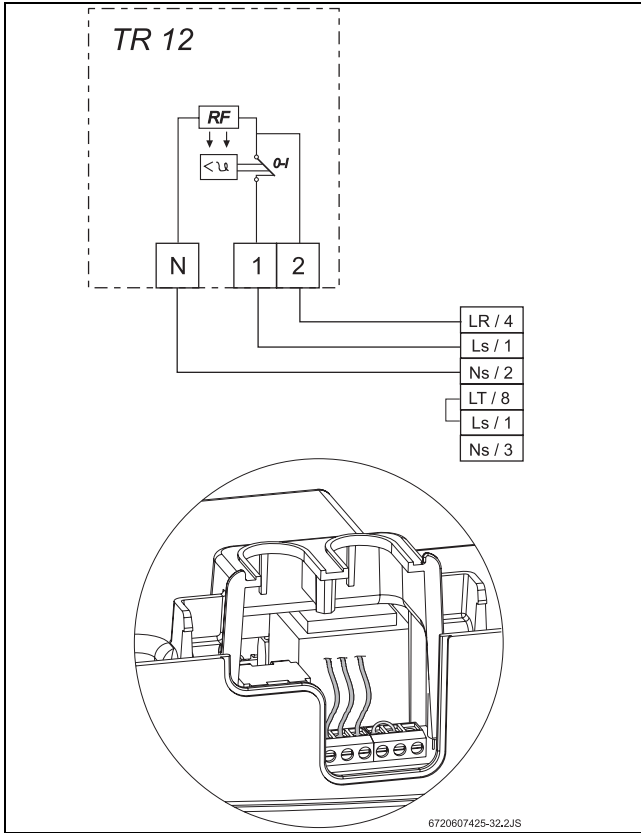 TR 12
RF
<
0-I
N 1 2
LR / 4
Ls / 1
Ns / 2
LT / 8
Ls / 1
Ns / 3
6720607425-32.2JS